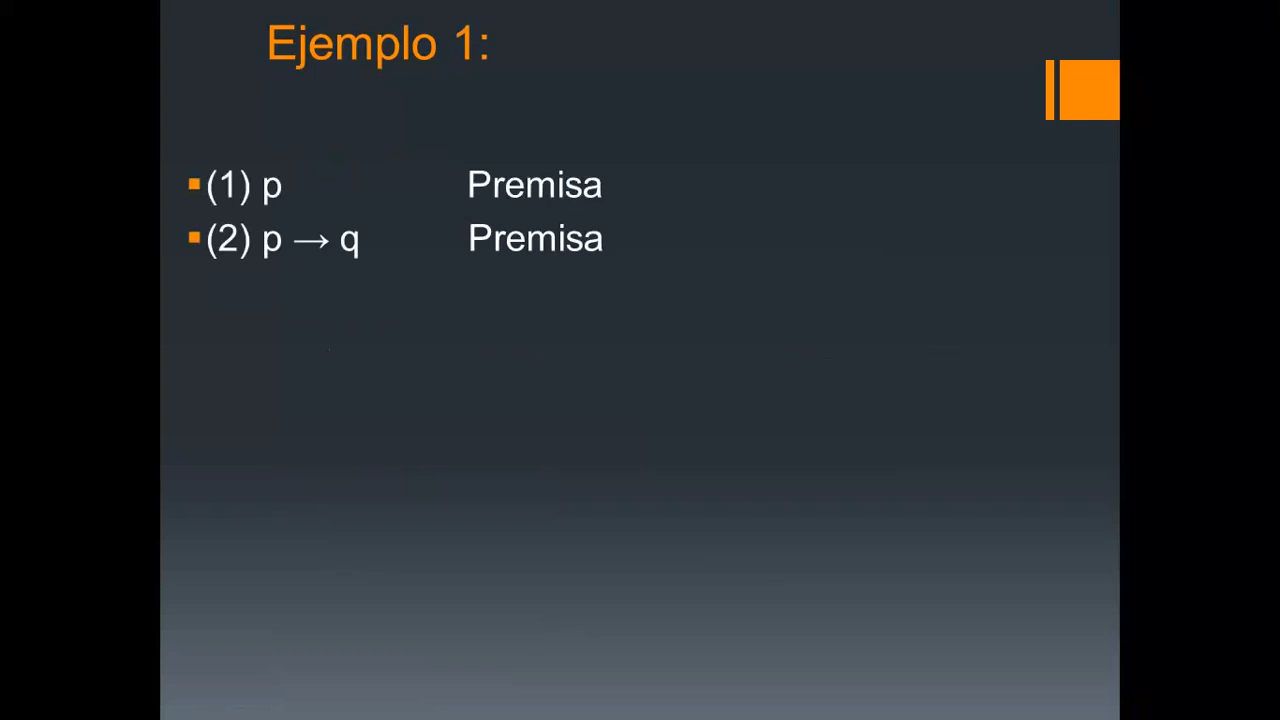 Ejemplo 1:
(1) p Premisa
(2) p → q Premisa